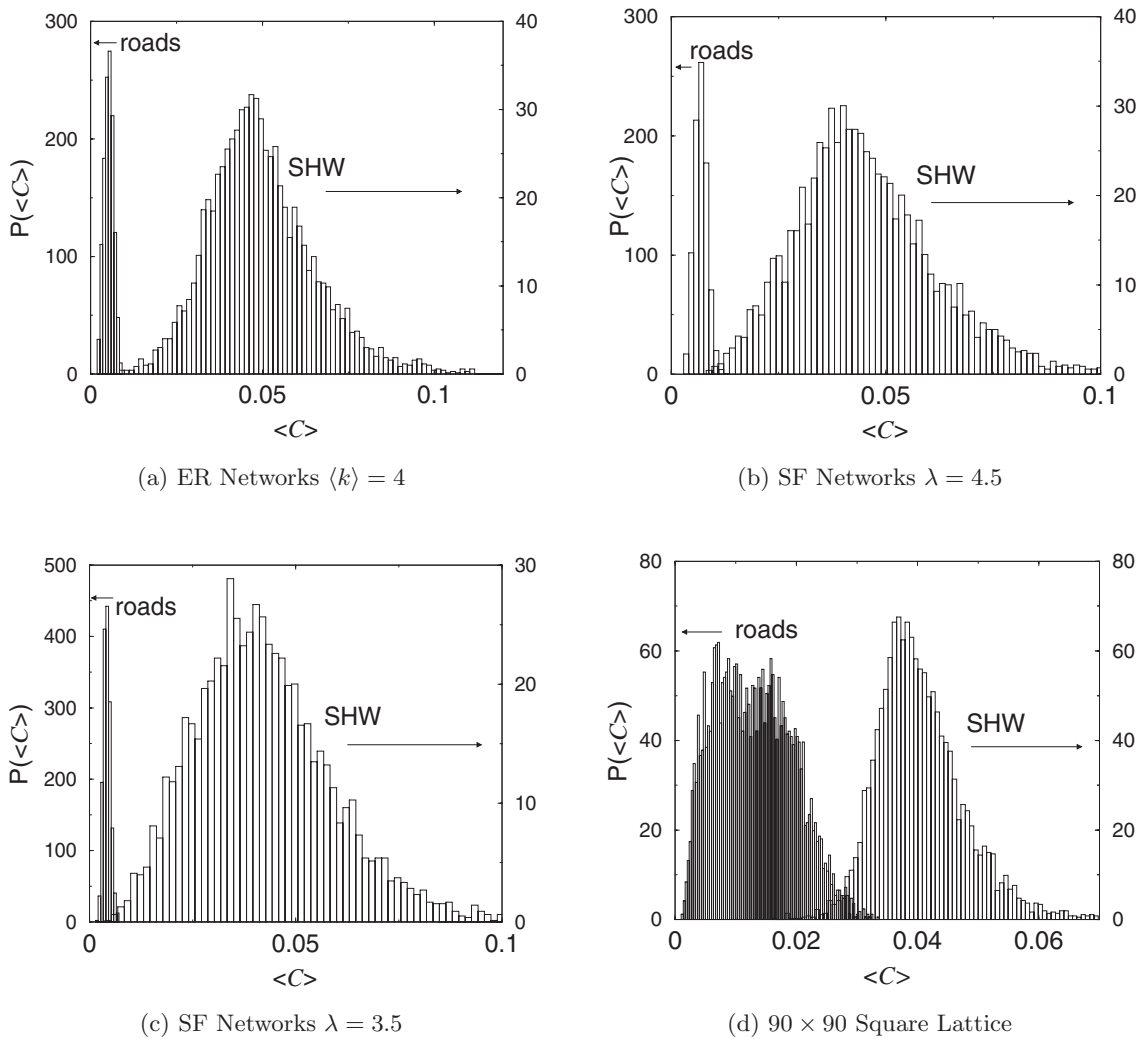 300
200
100
0
P(<C>)
40
30
20
10
0
roads
SHW
0
0.05
0.1
<C>
(a) ER Networks ⟨k⟩ = 4
300
200
100
0
P(<C>)
40
30
20
10
0
roads
SHW
0
0.05
0.1
<C>
(b) SF Networks λ = 4.5
500
400
300
200
100
0
P(<C>)
30
20
10
0
roads
SHW
0
0.05
0.1
<C>
(c) SF Networks λ = 3.5
80
60
40
20
0
P(<C>)
80
60
40
20
0
roads
SHW
0
0.02
0.04
0.06
<C>
(d) 90 × 90 Square Lattice